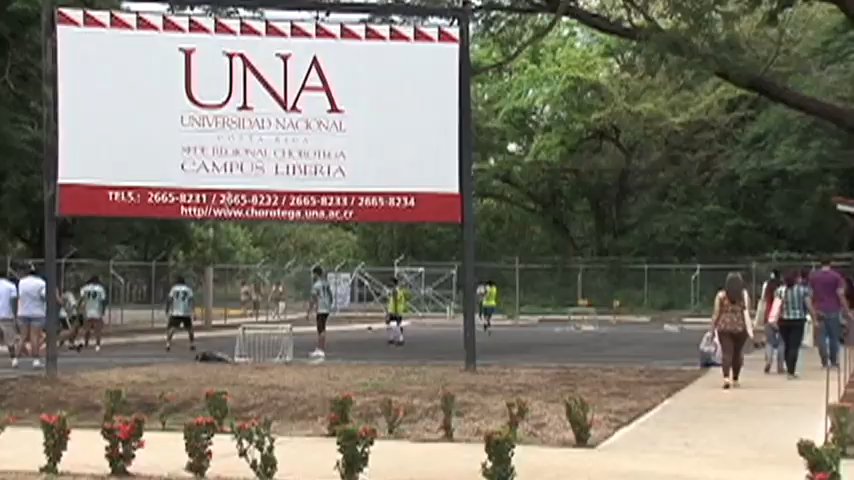 UNA
UNIVERSIDAD NACIONAL
COSTA RICA
SEDE REGIONAL CHOROTEGA
CAMPUS LIBERIA
TELS.: 2665-8231 / 2665-8232 / 2665-8233 / 2665-8234
http//www.chorotega.una.ac.cr